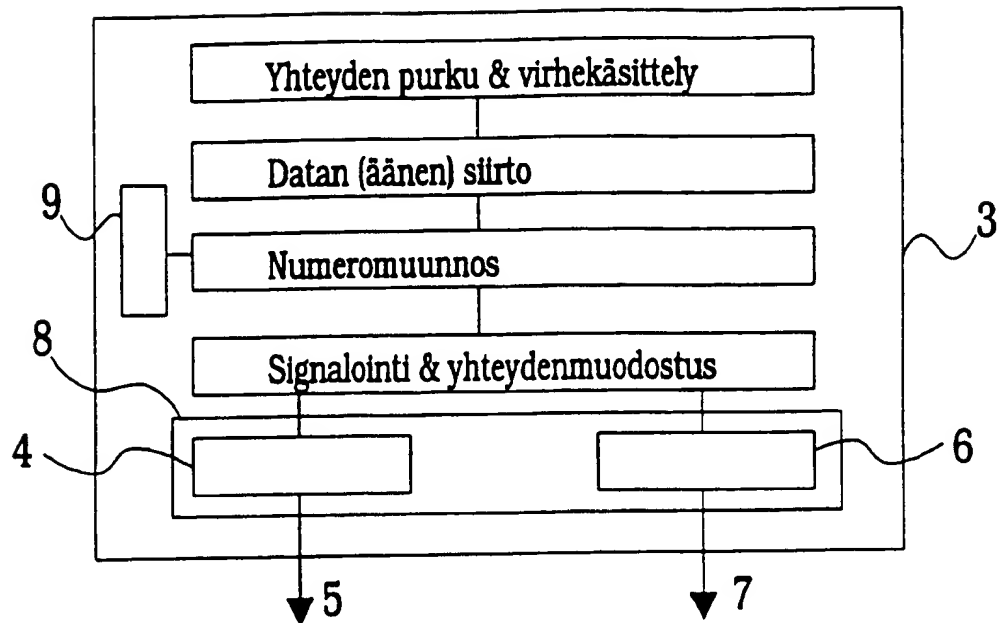 Yhteyden purku & virhekäsittely
Datan (äänen) siirto
9
3
Numeromuunnos
8
Signalointi & yhteydenmuodostus
4
6
5
7